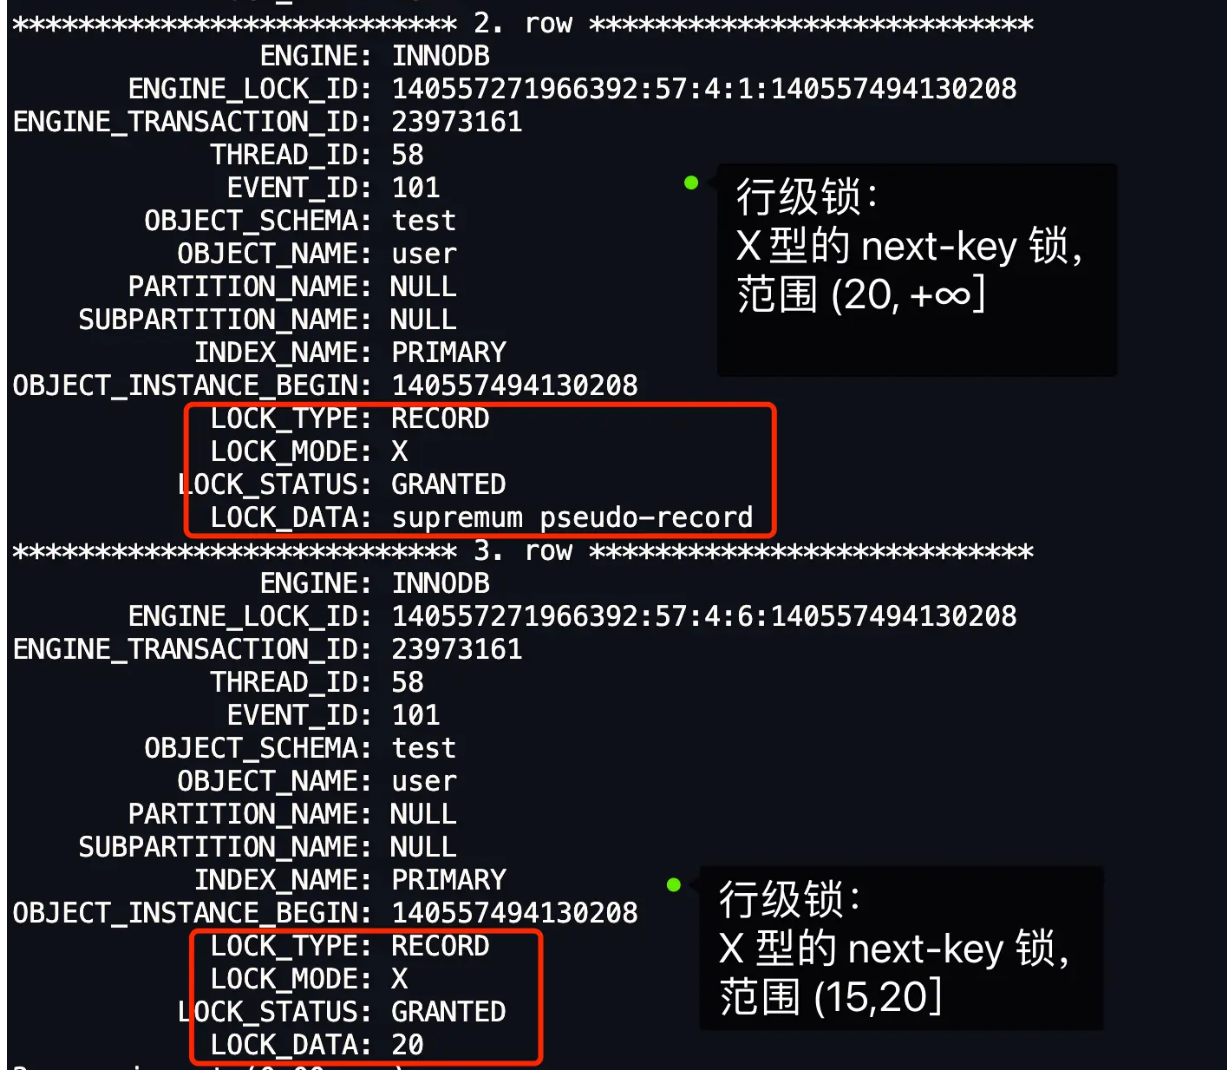 *************************** 2. row ***************************
ENGINE: INNODB
ENGINE_LOCK_ID: 140557271966392:57:4:1:140557494130208
ENGINE_TRANSACTION_ID: 23973161
THREAD_ID: 58
EVENT_ID: 101
OBJECT_SCHEMA: test
OBJECT_NAME: user
PARTITION_NAME: NULL
SUBPARTITION_NAME: NULL
INDEX_NAME: PRIMARY
OBJECT_INSTANCE_BEGIN: 140557494130208
LOCK_TYPE: RECORD
LOCK_MODE: X
LOCK_STATUS: GRANTED
LOCK_DATA: supremum pseudo-record
行级锁：
X 型的 next-key 锁，
范围 (20, +∞]
*************************** 3. row ***************************
ENGINE: INNODB
ENGINE_LOCK_ID: 140557271966392:57:4:6:140557494130208
ENGINE_TRANSACTION_ID: 23973161
THREAD_ID: 58
EVENT_ID: 101
OBJECT_SCHEMA: test
OBJECT_NAME: user
PARTITION_NAME: NULL
SUBPARTITION_NAME: NULL
INDEX_NAME: PRIMARY
OBJECT_INSTANCE_BEGIN: 140557494130208
LOCK_TYPE: RECORD
LOCK_MODE: X
LOCK_STATUS: GRANTED
LOCK_DATA: 20
行级锁：
X 型的 next-key 锁，
范围 (15,20]